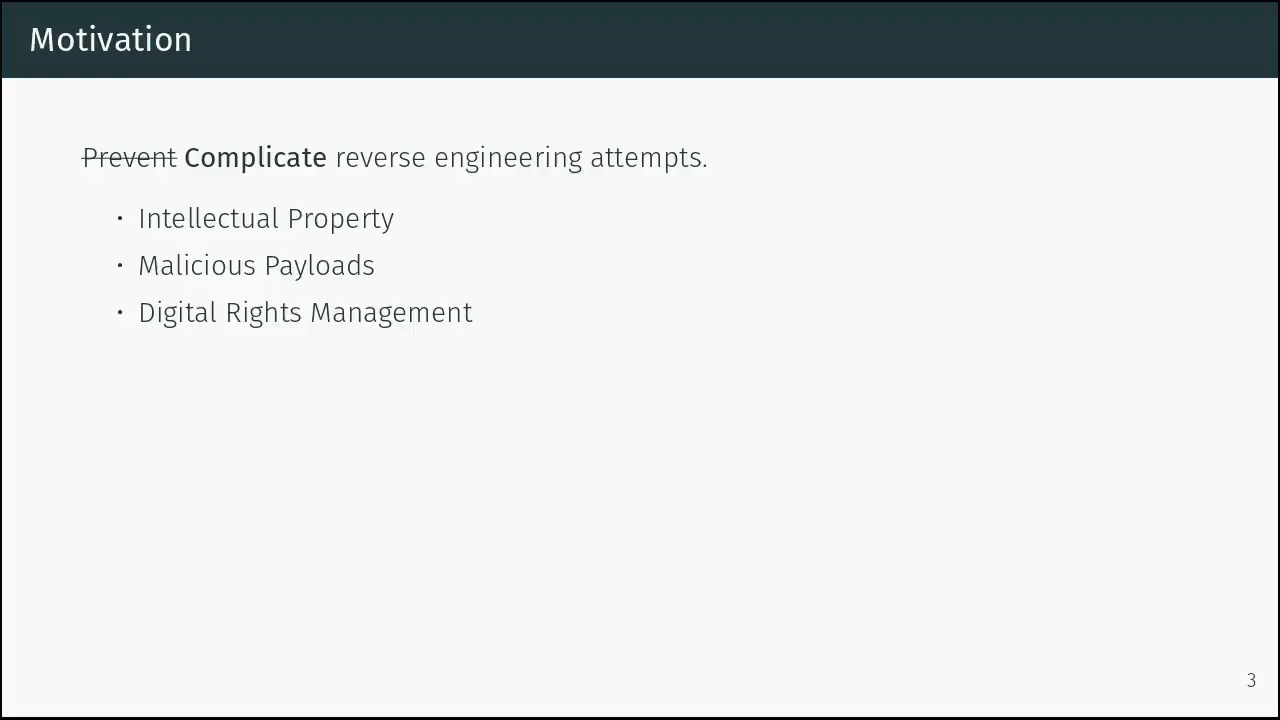 Motivation
Prevent Complicate reverse engineering attempts.
• Intellectual Property
• Malicious Payloads
• Digital Rights Management
3